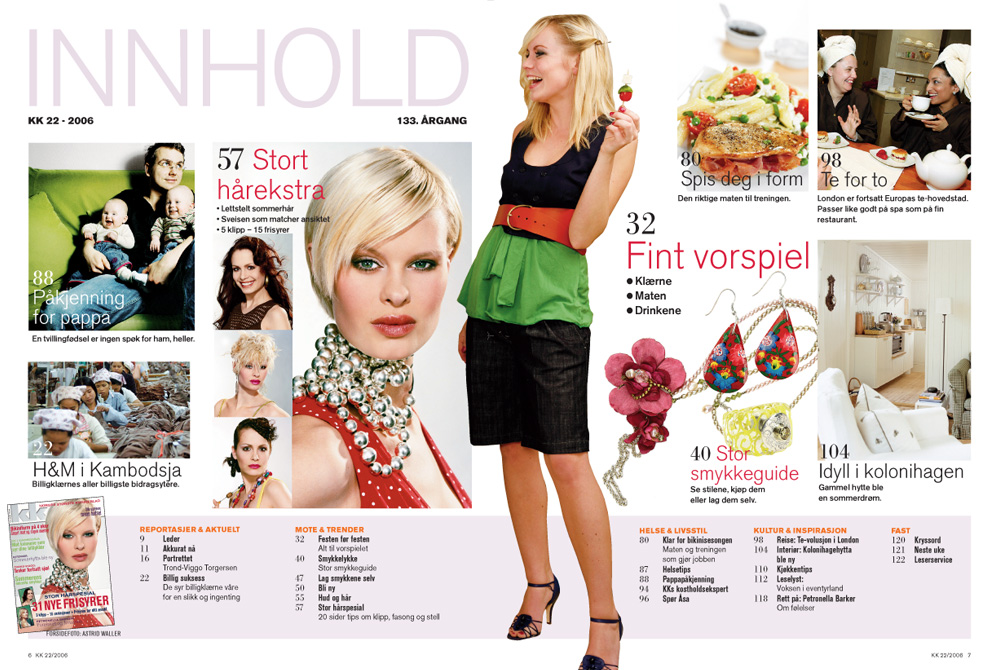 INNHOLD
KK 22 - 2006
133. ÅRGANG
88
Påkjenning
for pappa
En tvillingfødsel er ingen spøk for ham, heller.
22
H&M i Kambodsja
Billigklærnes aller billigste bidragsytere.
57 Stort
hårekstra
• Lettstelt sommerhår
• Sveisen som matcher ansiktet
• 5 klipp – 15 frisyrer
80
Spis deg i form
Den riktige maten til treningen.
98
Te for to
London er fortsatt Europas te-hovedstad.
Passer like godt på spa som på fin
restaurant.
32
Fint vorspiel
● Klærne
● Maten
● Drinkene
40 Stor
smykkeguide
Se stilene, kjøp dem
eller lag dem selv.
104
Idyll i kolonihagen
Gammel hytte ble
en sommerdrøm.
kk
STOR HÅRSPESIAL
31 NYE FRISYRER
FORSIDEFOTO: ASTRID WALLER
REPORTASJER & AKTUELT
9 Leder
11 Akkurat nå
16 Portrettet
Trond-Viggo Torgersen
22 Billig suksess
De syr billigklærne våre
for en slikk og ingenting
MOTE & TRENDER
32 Festen før festen
Alt til vorspielet
40 Smykkelykke
Stor smykkeguide
47 Lag smykkene selv
50 Bli ny
55 Hud og hår
57 Stor hårspesial
20 sider tips om klipp, fasong og stell
HELSE & LIVSSTIL
80 Klar for bikinisesongen
Maten og treningen
som gjør jobben
87 Helsetips
88 Pappapåkjenning
94 KKs kostholdsekspert
96 Spør Åsa
KULTUR & INSPIRASJON
98 Reise: Te-volusjon i London
104 Interiør: Kolonihagehytta
ble ny
110 Kjøkkentips
112 Leselyst:
Voksen i eventyrland
118 Rett på: Petronella Barker
Om følelser
FAST
120 Kryssord
121 Neste uke
122 Leserservice
6 KK 22/2006
KK 22/2006 7